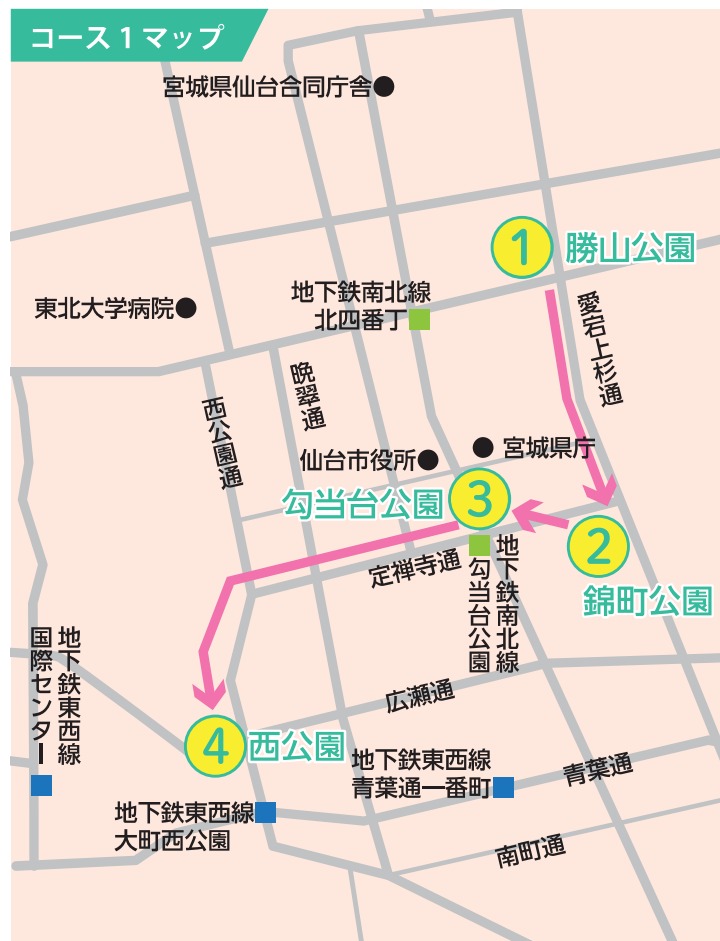 コース1マップ
宮城県仙台合同庁舎
1
勝山公園
東北大学病院
地下鉄南北線
北四番丁
愛宕上杉通
晩翠通
西公園通
仙台市役所
宮城県庁
勾当台公園
3
2
錦町公園
定禅寺通
地下鉄南北線
勾当台公園
地下鉄東西線
国際センター
広瀬通
4
西公園
地下鉄東西線
青葉通一番町
青葉通
地下鉄東西線
大町西公園
南町通